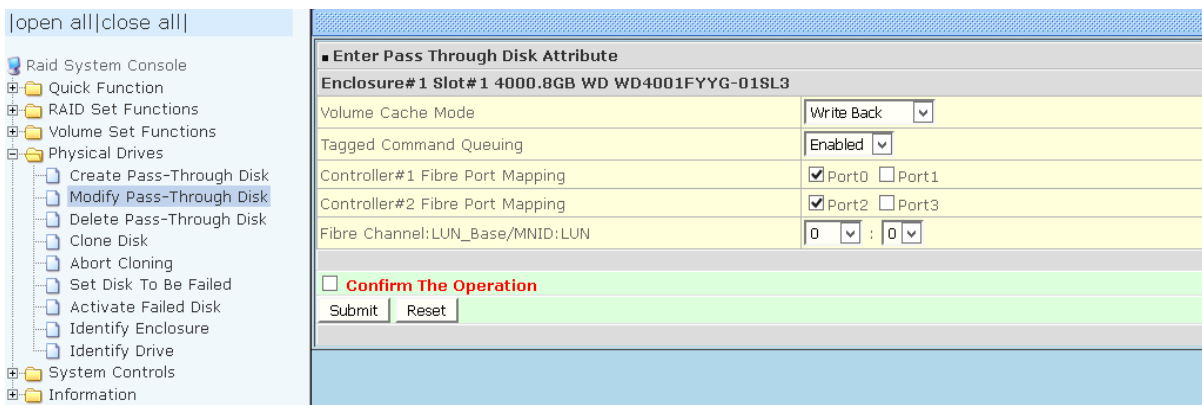 |open all|close all|
Raid System Console
Quick Function
RAID Set Functions
Volume Set Functions
Physical Drives
Create Pass-Through Disk
Modify Pass-Through Disk
Delete Pass-Through Disk
Clone Disk
Abort Cloning
Set Disk To Be Failed
Activate Failed Disk
Identify Enclosure
Identify Drive
System Controls
Information
Enter Pass Through Disk Attribute
Enclosure#1 Slot#1 4000.8GB WD WD4001FYYG-01SL3
Volume Cache Mode Write Back
Tagged Command Queuing Enabled
Controller#1 Fibre Port Mapping Port0 Port1
Controller#2 Fibre Port Mapping Port2 Port3
Fibre Channel:LUN_Base/MNID:LUN 0 : 0
Confirm The Operation
Submit Reset